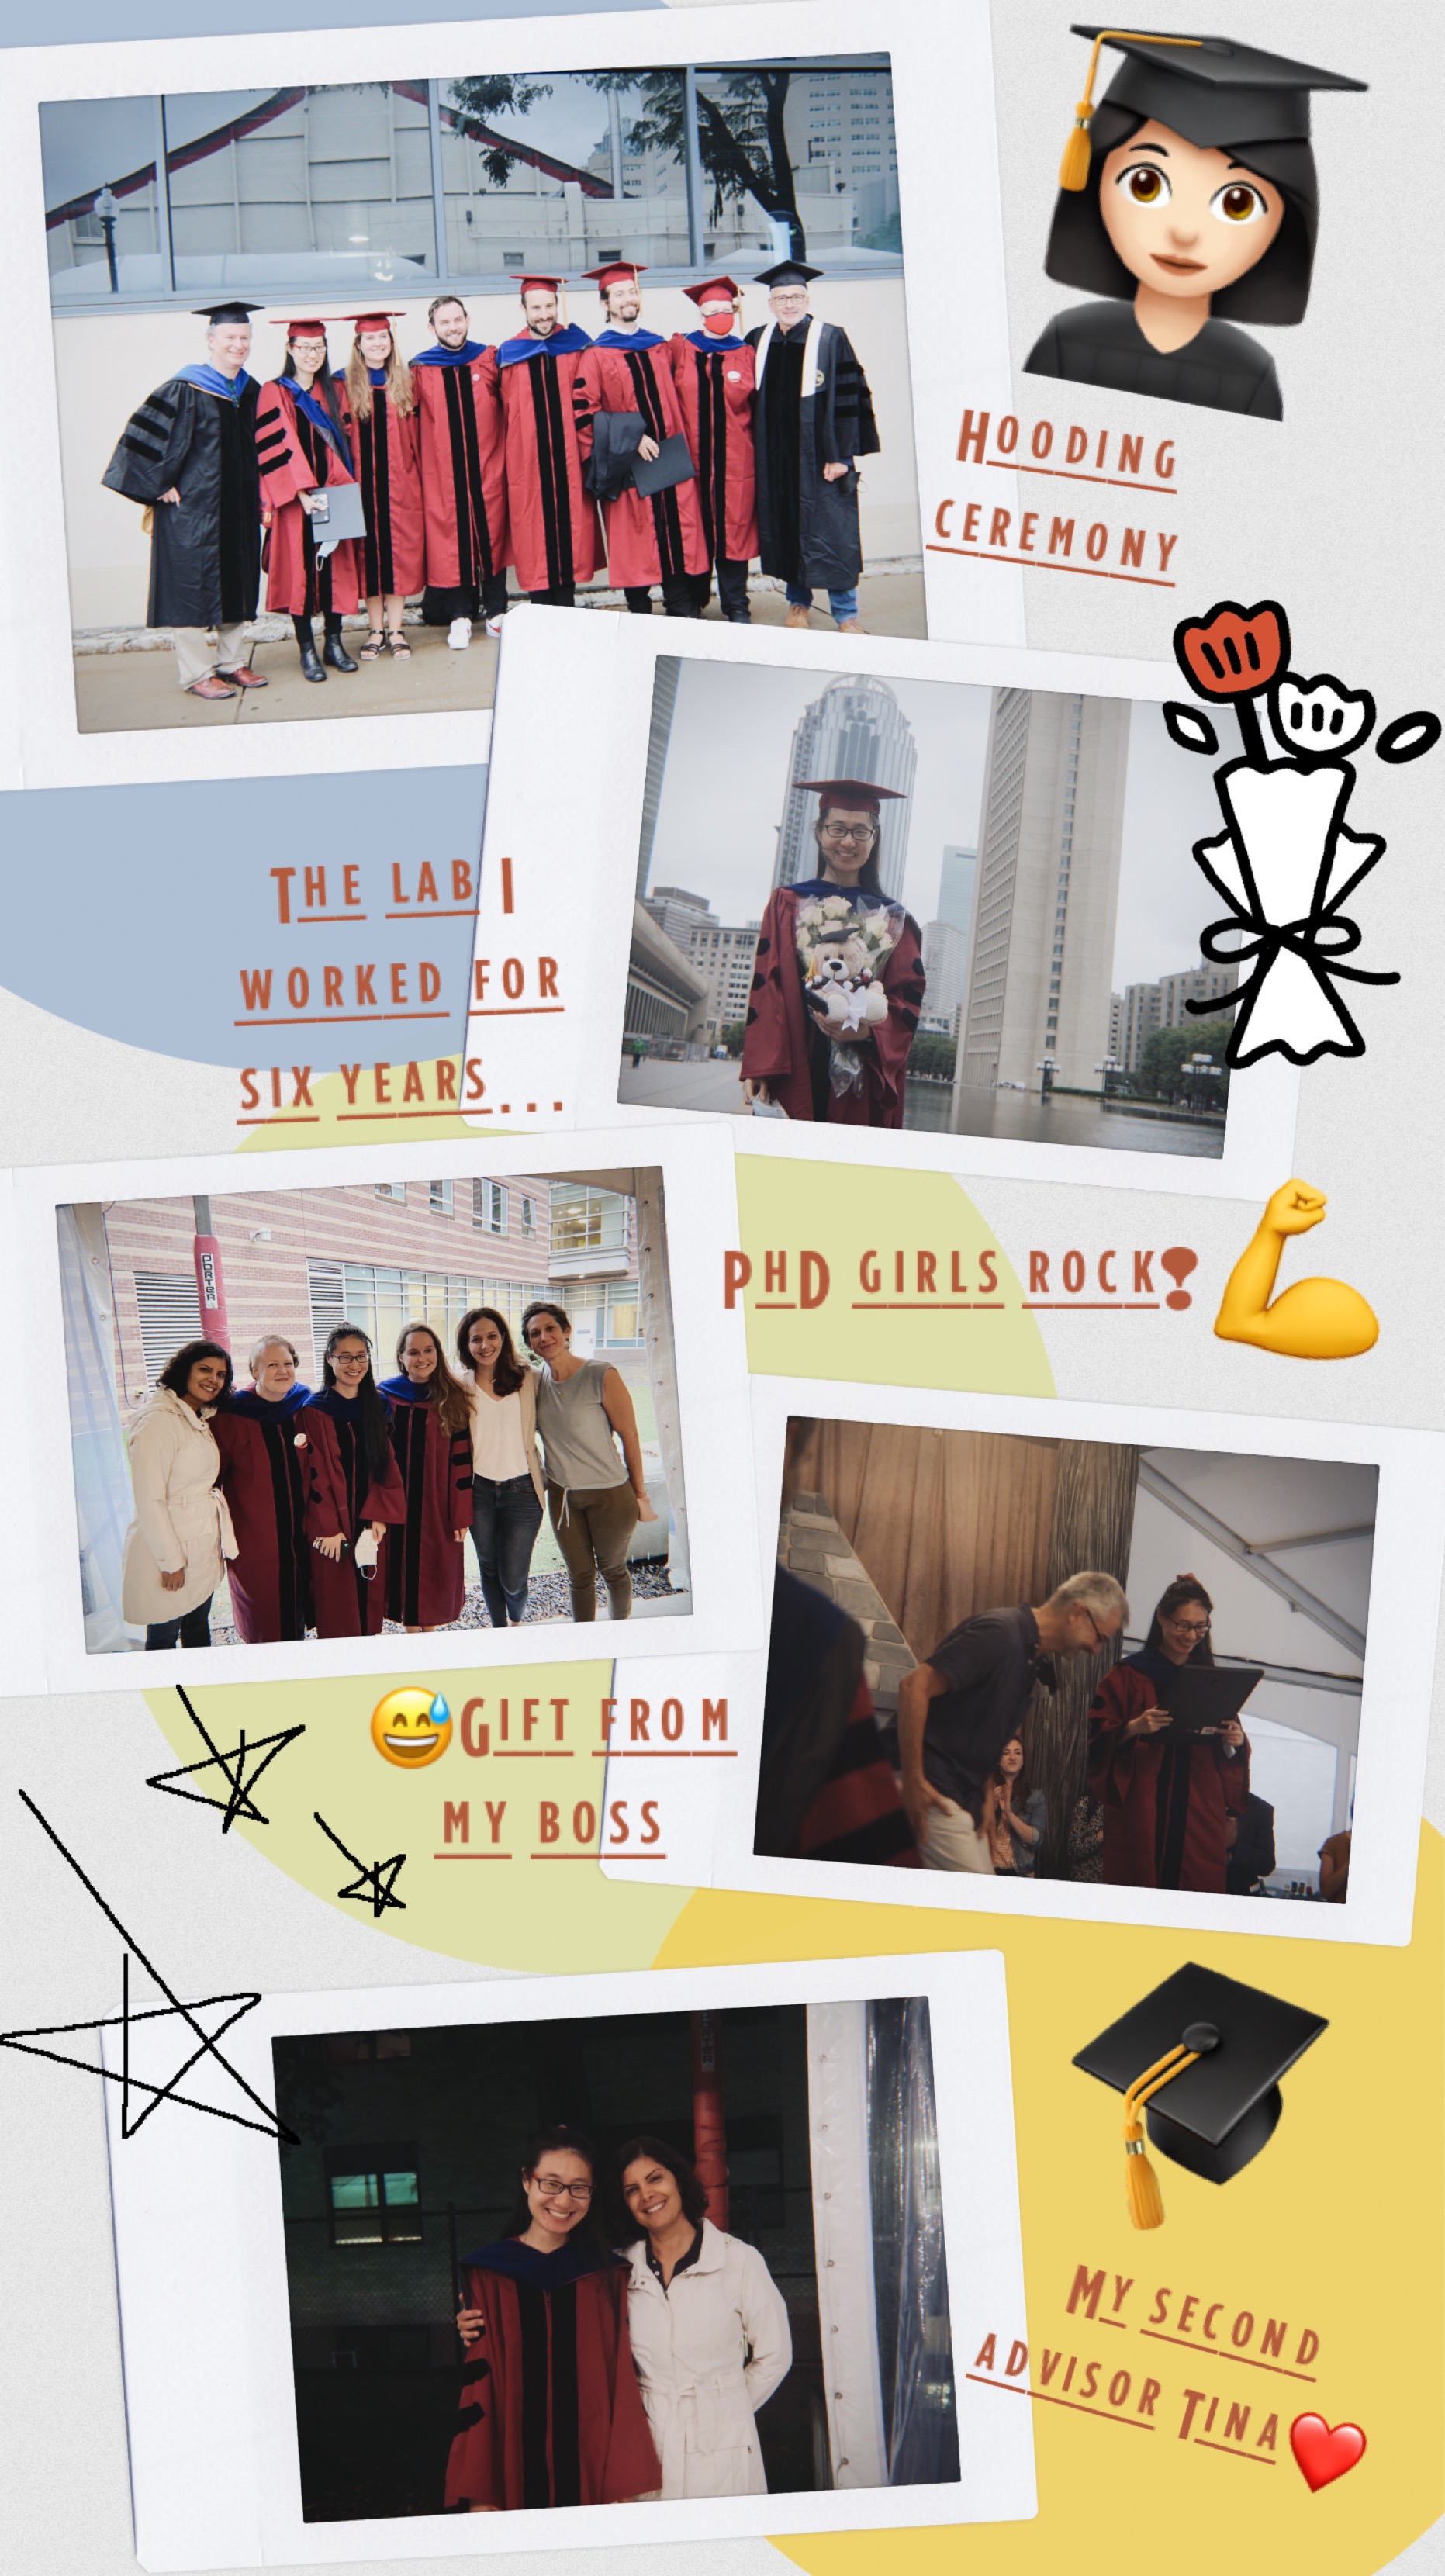 Hooding
ceremony
The lab I
worked for
six years...
PhD girls rock!
PORTER
Gift from
my boss
My second
advisor Tina